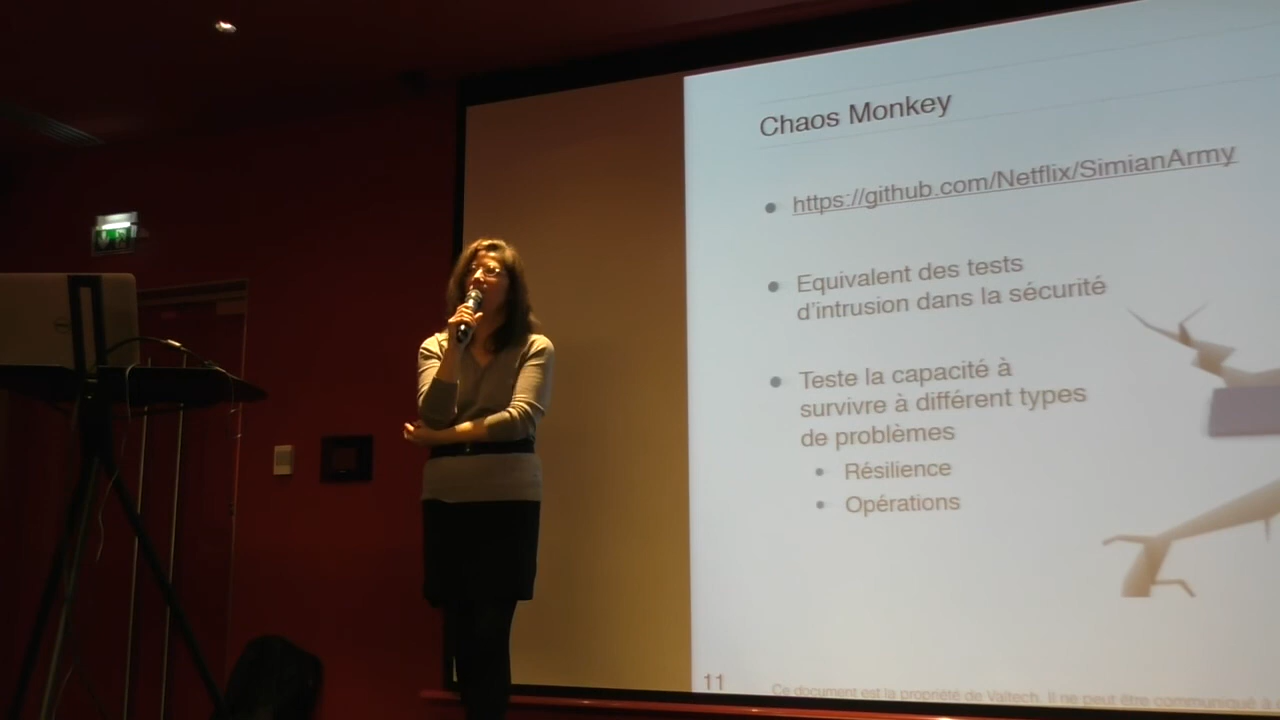 Chaos Monkey
https://github.com/Netflix/SimianArmy
Equivalent des tests
d'intrusion dans la sécurité
Teste la capacité à
survivre à différent types
de problèmes
Résilience
Opérations
11
Ce document est la propriété de Valtech. Il ne peut être communiqué à